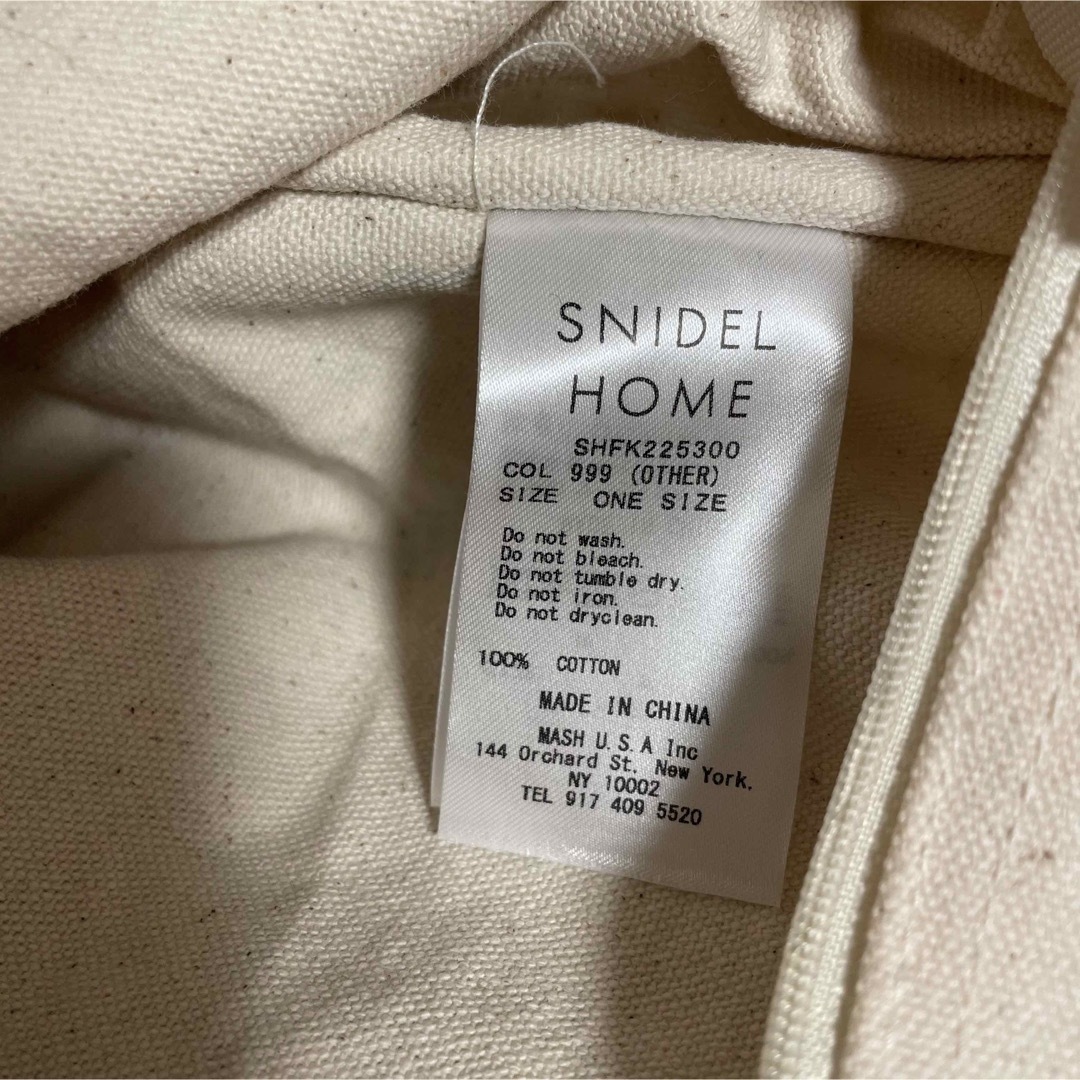 SNIDEL
HOME
SHFK225300
COL 999 (OTHER)
SIZE ONE SIZE
Do not wash.
Do not bleach.
Do not tumble dry.
Do not iron.
Do not dryclean.
100% COTTON
MADE IN CHINA
MASH U.S.A Inc
144 Orchard St. New York.
NY 10002
TEL 917 409 5520